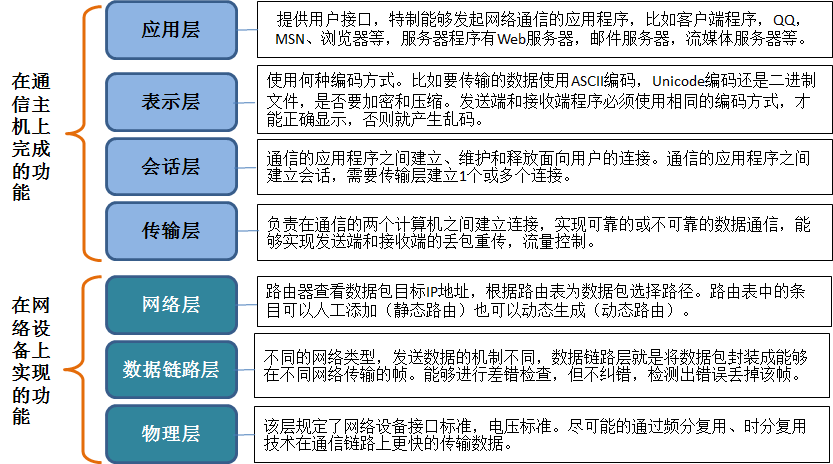 在通信主机上完成的功能
应用层
提供用户接口，特制能够发起网络通信的应用程序，比如客户端程序，QQ，
MSN、浏览器等，服务器程序有Web服务器，邮件服务器，流媒体服务器等。
表示层
使用何种编码方式。比如要传输的数据使用ASCII编码，Unicode编码还是二进制
文件，是否要加密和压缩。发送端和接收端程序必须使用相同的编码方式，才
能正确显示，否则就产生乱码。
会话层
通信的应用程序之间建立、维护和释放面向用户的连接。通信的应用程序之间
建立会话，需要传输层建立1个或多个连接。
传输层
负责在通信的两个计算机之间建立连接，实现可靠的或不可靠的数据通信，能
够实现发送端和接收端的丢包重传，流量控制。
在网络设备上实现的功能
网络层
路由器查看数据包目标IP地址，根据路由表为数据包选择路径。路由表中的条
目可以人工添加（静态路由）也可以动态生成（动态路由）。
数据链路层
不同的网络类型，发送数据的机制不同，数据链路层就是将数据包封装成能够
在不同网络传输的帧。能够进行差错检查，但不纠错，检测出错误丢掉该帧。
物理层
该层规定了网络设备接口标准，电压标准。尽可能的通过频分复用、时分复用
技术在通信链路上更快的传输数据。